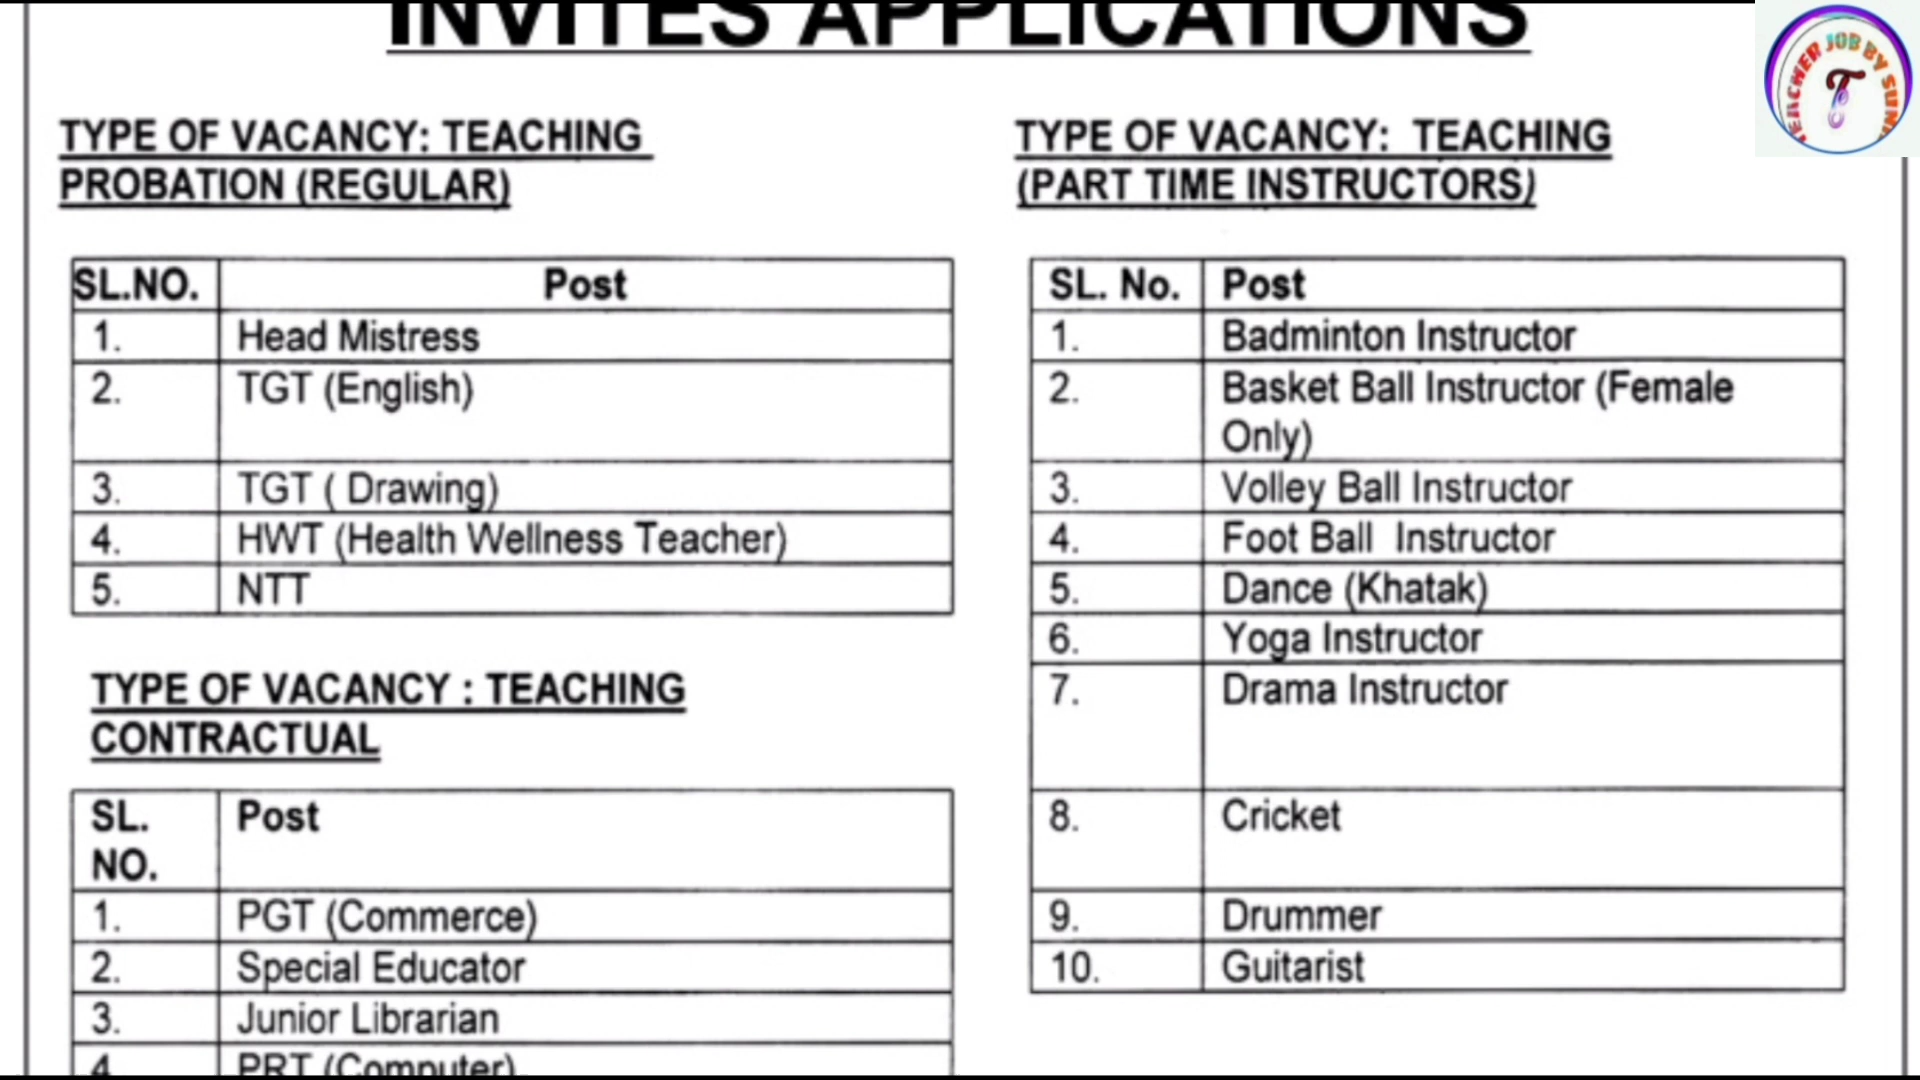 INVITES APPLICATIONS
TEACHER JOB BY SUNI
T
TYPE OF VACANCY: TEACHING
PROBATION (REGULAR)
SL.NO. Post
1. Head Mistress
2. TGT (English)
3. TGT ( Drawing)
4. HWT (Health Wellness Teacher)
5. NTT
TYPE OF VACANCY : TEACHING
CONTRACTUAL
SL. Post
NO.
1. PGT (Commerce)
2. Special Educator
3. Junior Librarian
4. PRT (Computer)
TYPE OF VACANCY: TEACHING
(PART TIME INSTRUCTORS)
SL. No. Post
1. Badminton Instructor
2. Basket Ball Instructor (Female
Only)
3. Volley Ball Instructor
4. Foot Ball Instructor
5. Dance (Khatak)
6. Yoga Instructor
7. Drama Instructor
8. Cricket
9. Drummer
10. Guitarist